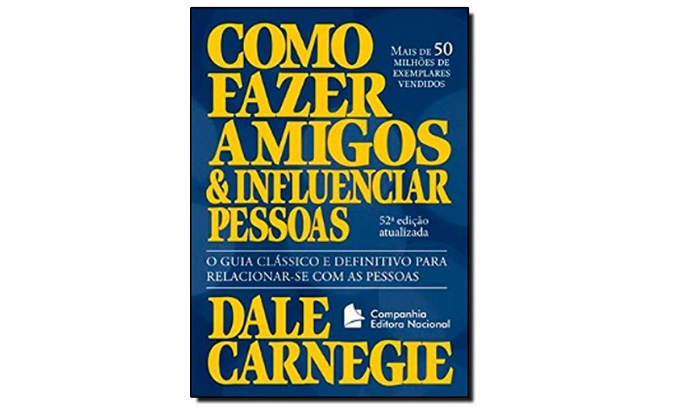 COMO
FAZER
AMIGOS
& INFLUENCIAR
PESSOAS
MAIS DE 50
MILHÕES DE
EXEMPLARES
VENDIDOS
52ª edição
atualizada
O GUIA CLÁSSICO E DEFINITIVO PARA
RELACIONAR-SE COM AS PESSOAS
DALE
CARNEGIE
Companhia
Editora Nacional